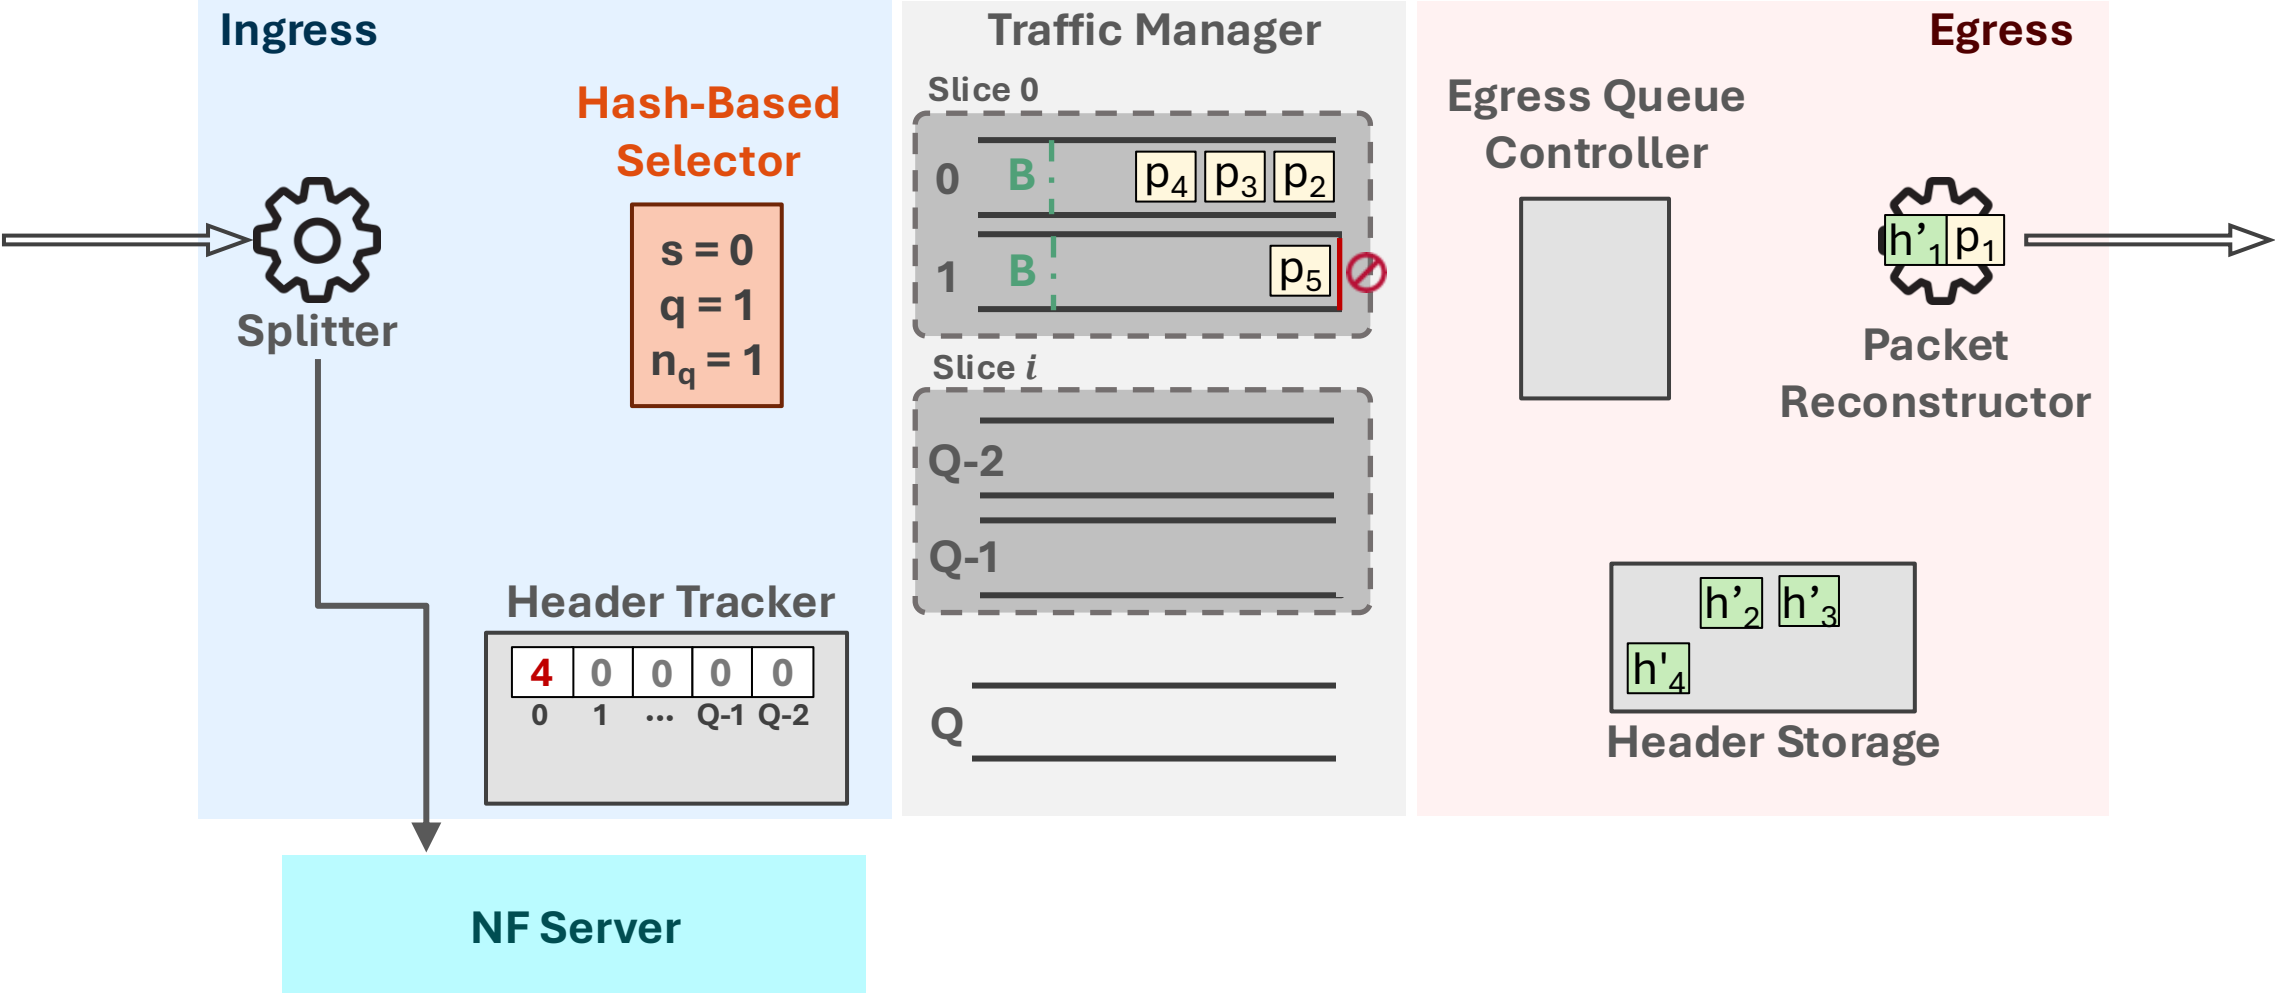 Ingress
Traffic Manager
Egress
Hash-Based
Selector
s = 0
q = 1
nq = 1
Splitter
Slice 0
0
B
p4
p3
p2
1
B
p5
Slice i
Q-2
Q-1
Q
Egress Queue
Controller
h’1
p1
Packet
Reconstructor
Header Tracker
4 0 0 0 0
0 1 ... Q-1 Q-2
h’2
h’3
h'4
Header Storage
NF Server